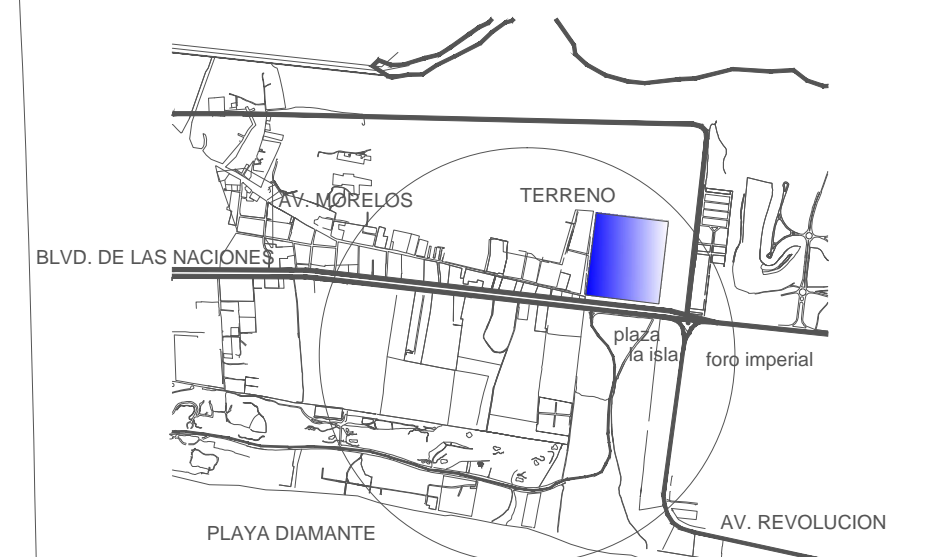 AV. MORELOS
TERRENO
BLVD. DE LAS NACIONES
plaza
la isla
foro imperial
AV. REVOLUCION
PLAYA DIAMANTE